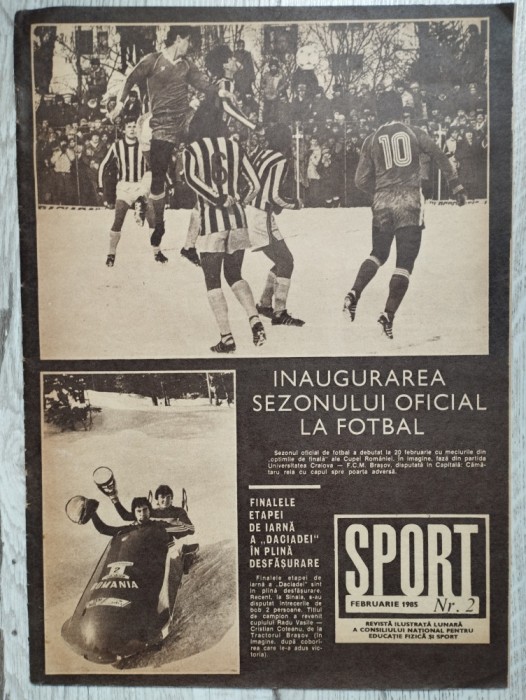 10
6
INAUGURAREA
SEZONULUI OFICIAL
LA FOTBAL
Sezonul oficial de fotbal a debutat la 20 februarie cu meciurile din
„optimile de finală" ale Cupei României. În imagine, fază din partida
Universitatea Craiova — F.C.M. Brașov, disputată în Capitală: Cămă-
taru reia cu capul spre poarta adversă.
FINALELE
ETAPEI
DE IARNĂ
A „DACIADEI"
ÎN PLINĂ
DESFĂȘURARE
Finalele etapei de
iarnă a „Daciadei" sînt
în plină desfășurare.
Recent, la Sinaia, s-au
disputat întrecerile de
bob 2 persoane. Titlul
de campion a revenit
cuplului Radu Vasile —
Cristian Coteanu, de la
Tractorul Brașov (în
imagine, după coborî-
rea care le-a adus vic-
toria).
ROMANIA
SPORT
FEBRUARIE 1985 Nr. 2
REVISTĂ ILUSTRATĂ LUNARĂ
A CONSILIULUI NAȚIONAL PENTRU
EDUCAȚIE FIZICĂ ȘI SPORT